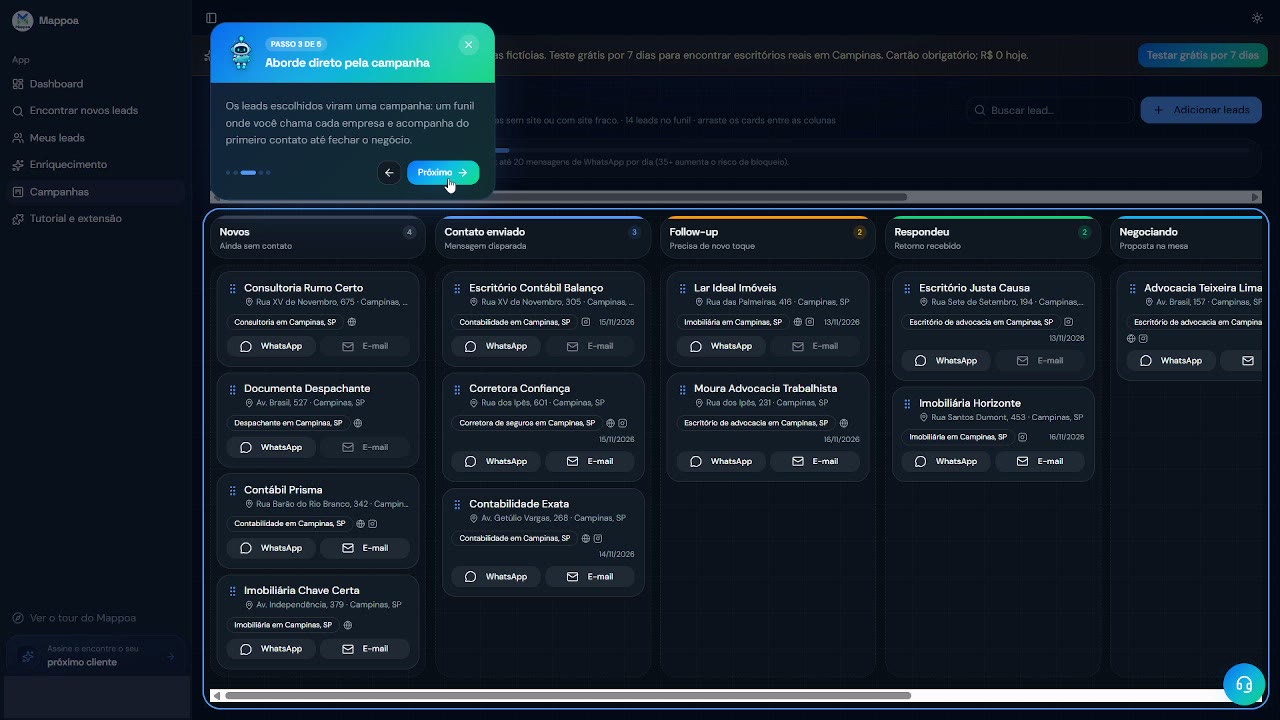 Mappoa
App
Dashboard
Encontrar novos leads
Meus leads
Enriquecimento
Campanhas
Tutorial e extensão
Ver o tour do Mappoa
Assine e encontre o seu
próximo cliente
PASSO 3 DE 5
Aborde direto pela campanha
Os leads escolhidos viram uma campanha: um funil
onde você chama cada empresa e acompanha do
primeiro contato até fechar o negócio.
Próximo
as fictícias. Teste grátis por 7 dias para encontrar escritórios reais em Campinas. Cartão obrigatório; R$ 0 hoje.
Testar grátis por 7 dias
as sem site ou com site fraco. · 14 leads no funil · arraste os cards entre as colunas
Buscar lead...
Adicionar leads
até 20 mensagens de WhatsApp por dia (35+ aumenta o risco de bloqueio).
Novos
4
Ainda sem contato
Consultoria Rumo Certo
Rua XV de Novembro, 675 · Campinas, ...
Consultoria em Campinas, SP
WhatsApp
E-mail
Documenta Despachante
Av. Brasil, 527 · Campinas, SP
Despachante em Campinas, SP
WhatsApp
E-mail
Contábil Prisma
Rua Barão do Rio Branco, 342 · Campin...
Contabilidade em Campinas, SP
WhatsApp
E-mail
Imobiliária Chave Certa
Av. Independência, 379 · Campinas, SP
Imobiliária em Campinas, SP
WhatsApp
E-mail
Contato enviado
3
Mensagem disparada
Escritório Contábil Balanço
Rua XV de Novembro, 305 · Campinas, ...
Contabilidade em Campinas, SP
15/11/2026
WhatsApp
E-mail
Corretora Confiança
Rua dos Ipês, 601 · Campinas, SP
Corretora de seguros em Campinas, SP
15/11/2026
WhatsApp
E-mail
Contabilidade Exata
Av. Getúlio Vargas, 268 · Campinas, SP
Contabilidade em Campinas, SP
14/11/2026
WhatsApp
E-mail
Follow-up
2
Precisa de novo toque
Lar Ideal Imóveis
Rua das Palmeiras, 416 · Campinas, SP
Imobiliária em Campinas, SP
13/11/2026
WhatsApp
E-mail
Moura Advocacia Trabalhista
Rua dos Ipês, 231 · Campinas, SP
Escritório de advocacia em Campinas, SP
16/11/2026
WhatsApp
E-mail
Respondeu
2
Retorno recebido
Escritório Justa Causa
Rua Sete de Setembro, 194 · Campinas,...
Escritório de advocacia em Campinas, SP
13/11/2026
WhatsApp
E-mail
Imobiliária Horizonte
Rua Santos Dumont, 453 · Campinas, SP
Imobiliária em Campinas, SP
16/11/2026
WhatsApp
E-mail
Negociando
Proposta na mesa
Advocacia Teixeira Lima
Av. Brasil, 157 · Campinas, SP
Escritório de advocacia em Campina
WhatsApp